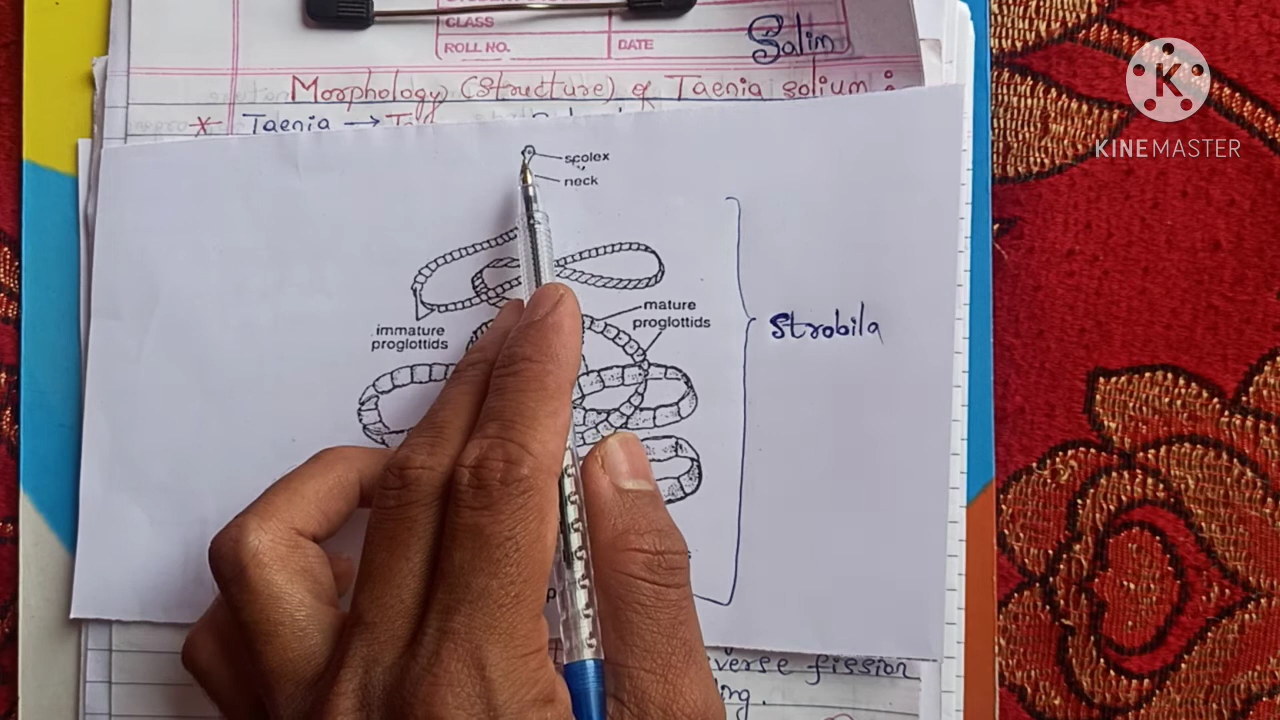 CLASS
ROLL NO.
DATE
Salim
Morphology (structure) of Taenia solium :
* Taenia →
K
KINEMASTER
scolex
neck
mature
proglottids
immature
proglottids
Strobila
verse fission